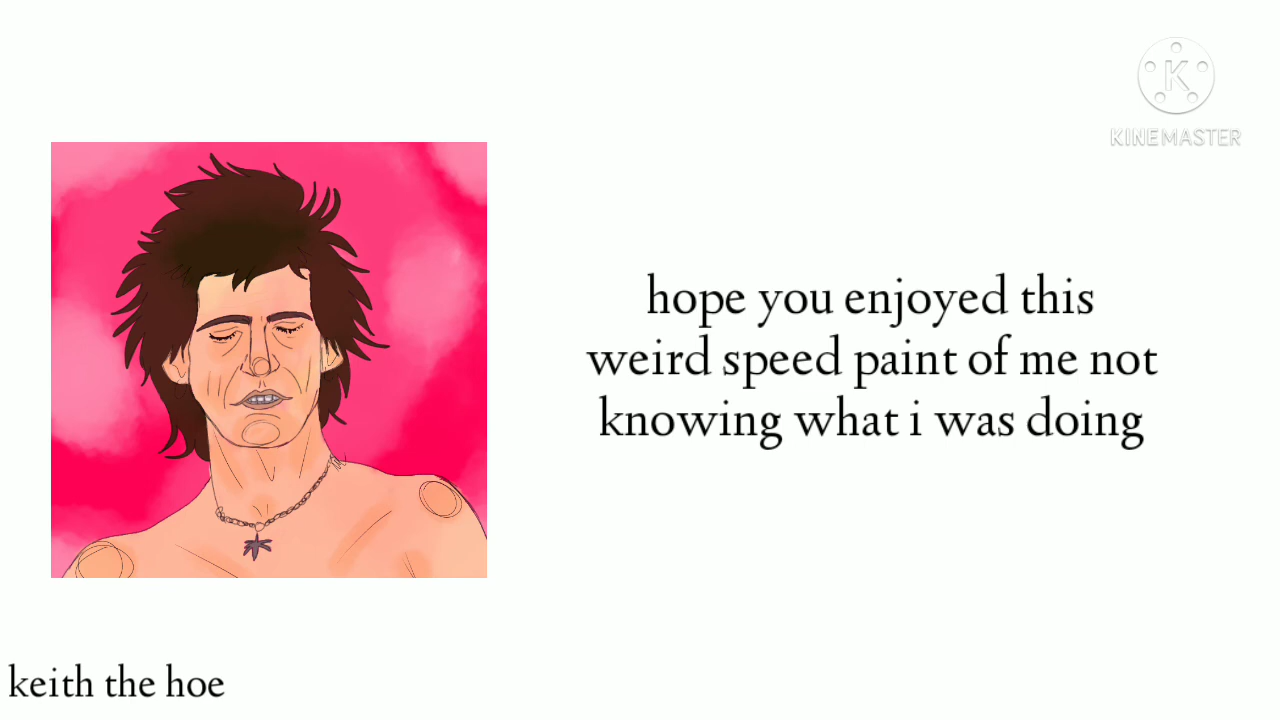 K
KINEMASTER
hope you enjoyed this
weird speed paint of me not
knowing what i was doing
keith the hoe